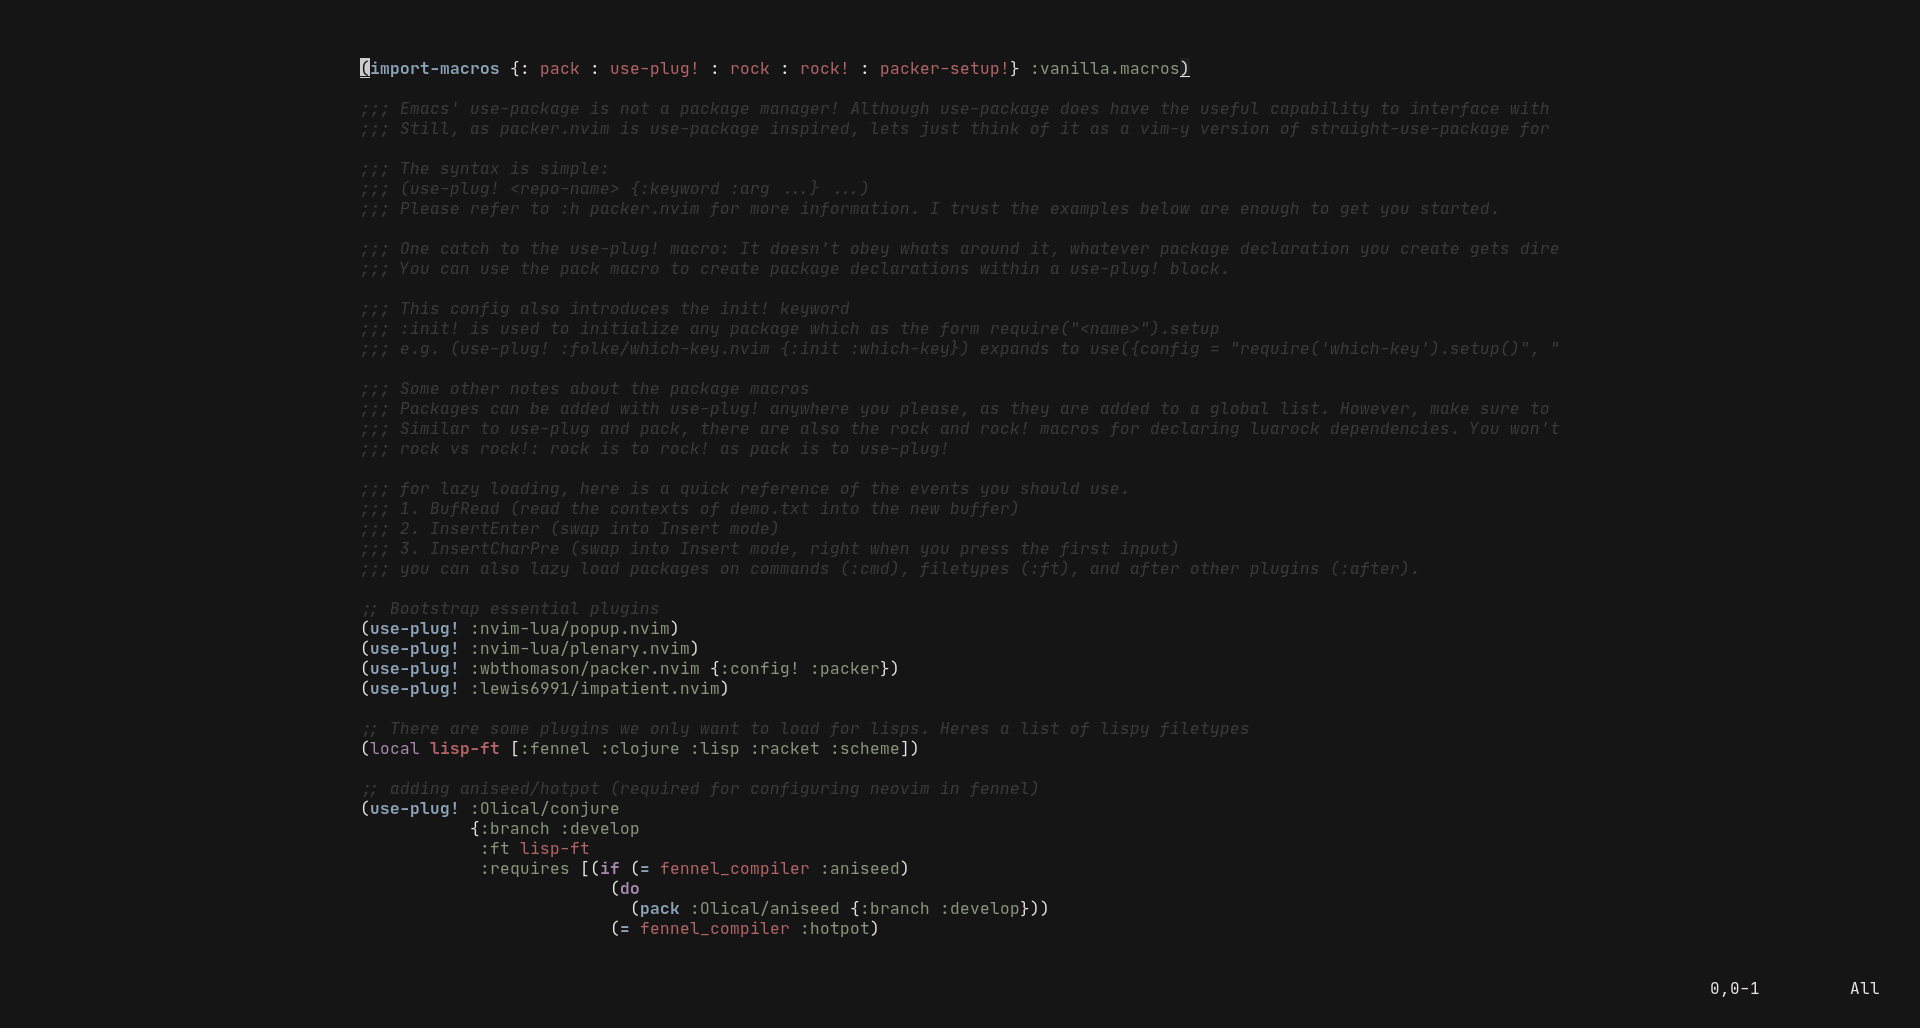 (import-macros {: pack : use-plug! : rock : rock! : packer-setup!} :vanilla.macros)
;;; Emacs' use-package is not a package manager! Although use-package does have the useful capability to interface with
;;; Still, as packer.nvim is use-package inspired, lets just think of it as a vim-y version of straight-use-package for
;;; The syntax is simple:
;;; (use-plug! <repo-name> {:keyword :arg ...} ...)
;;; Please refer to :h packer.nvim for more information. I trust the examples below are enough to get you started.
;;; One catch to the use-plug! macro: It doesn't obey whats around it, whatever package declaration you create gets dire
;;; You can use the pack macro to create package declarations within a use-plug! block.
;;; This config also introduces the init! keyword
;;; :init! is used to initialize any package which as the form require("<name>").setup
;;; e.g. (use-plug! :folke/which-key.nvim {:init :which-key}) expands to use({config = "require('which-key').setup()", "
;;; Some other notes about the package macros
;;; Packages can be added with use-plug! anywhere you please, as they are added to a global list. However, make sure to
;;; Similar to use-plug and pack, there are also the rock and rock! macros for declaring luarock dependencies. You won't
;;; rock vs rock!: rock is to rock! as pack is to use-plug!
;;; for lazy loading, here is a quick reference of the events you should use.
;;; 1. BufRead (read the contexts of demo.txt into the new buffer)
;;; 2. InsertEnter (swap into Insert mode)
;;; 3. InsertCharPre (swap into Insert mode, right when you press the first input)
;;; you can also lazy load packages on commands (:cmd), filetypes (:ft), and after other plugins (:after).
;; Bootstrap essential plugins
(use-plug! :nvim-lua/popup.nvim)
(use-plug! :nvim-lua/plenary.nvim)
(use-plug! :wbthomason/packer.nvim {:config! :packer})
(use-plug! :lewis6991/impatient.nvim)
;; There are some plugins we only want to load for lisps. Heres a list of lispy filetypes
(local lisp-ft [:fennel :clojure :lisp :racket :scheme])
;; adding aniseed/hotpot (required for configuring neovim in fennel)
(use-plug! :Olical/conjure
{:branch :develop
:ft lisp-ft
:requires [(if (= fennel_compiler :aniseed)
(do
(pack :Olical/aniseed {:branch :develop}))
(= fennel_compiler :hotpot)
0,0-1 All